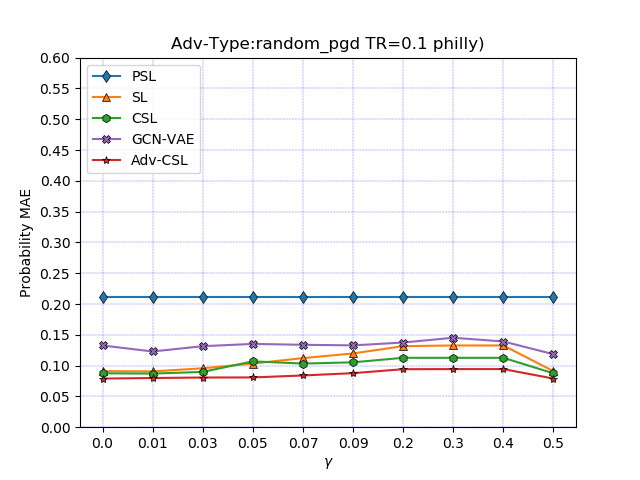 Adv-Type:random_pgd TR=0.1 philly)
0.60
0.55
0.50
0.45
0.40
0.35
0.30
0.25
0.20
0.15
0.10
0.05
0.00
Probability MAE
PSL
SL
CSL
GCN-VAE
Adv-CSL
0.0 0.01 0.03 0.05 0.07 0.09 0.2 0.3 0.4 0.5
γ